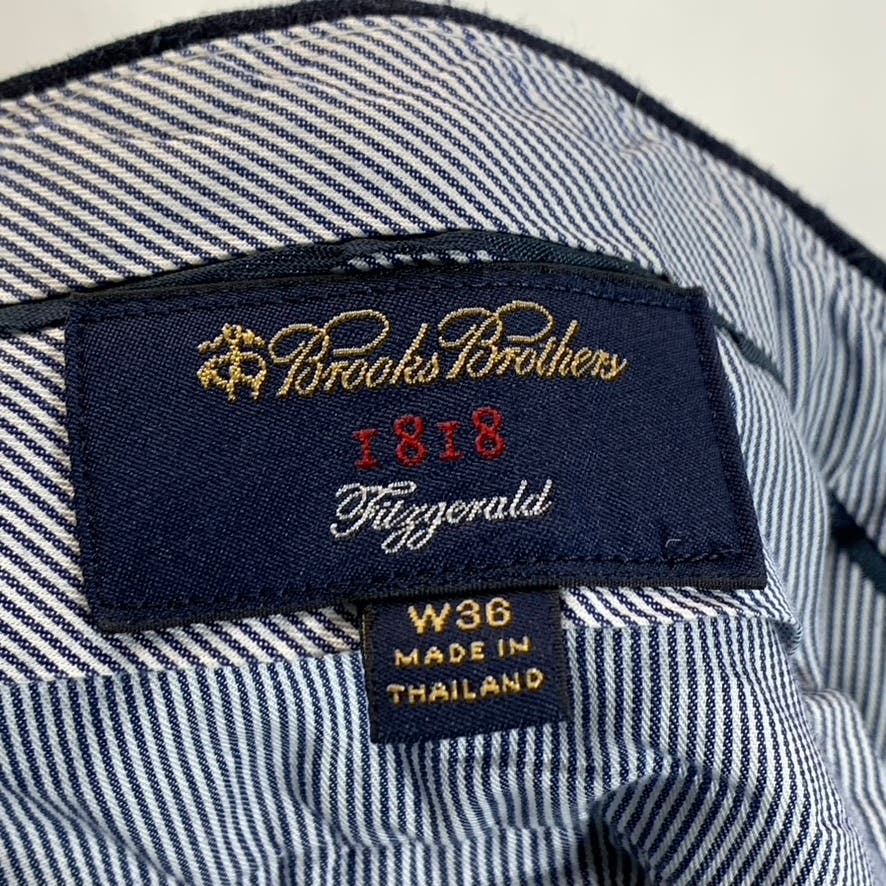 Brooks Brothers
1818
Fitzgerald
W36
MADE IN
THAILAND